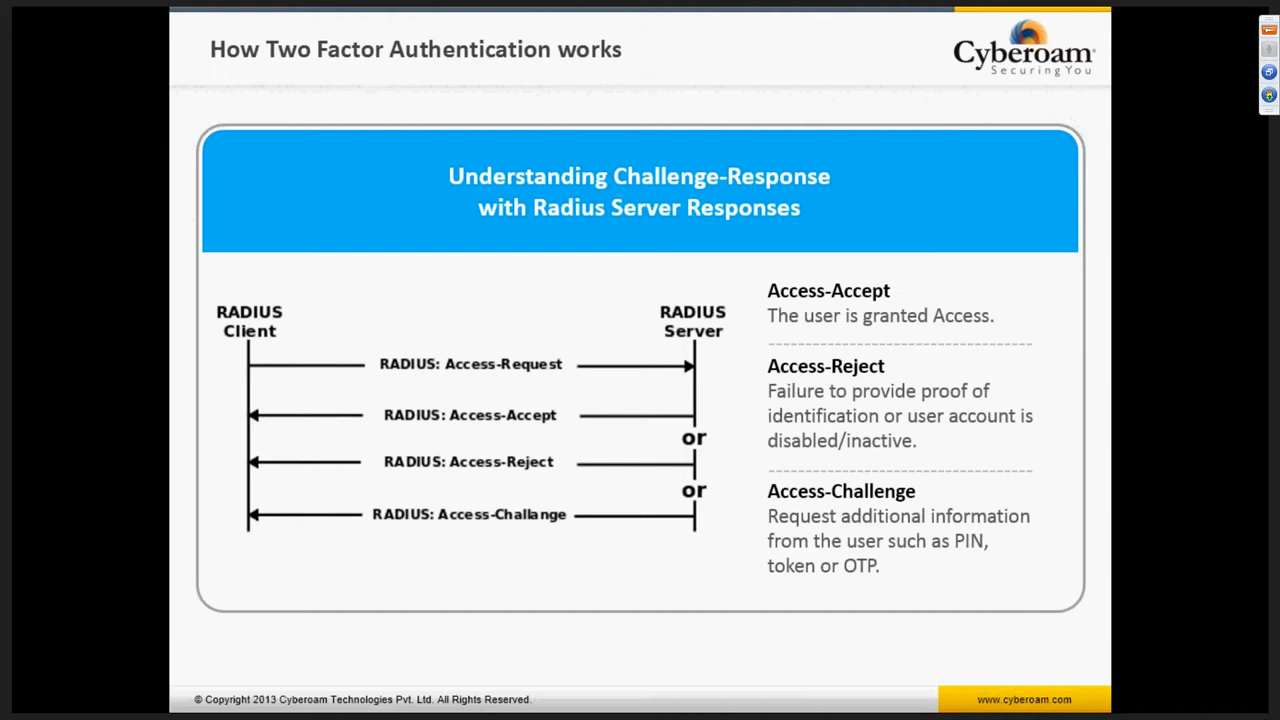 How Two Factor Authentication works
Cyberoam
Securing You
Understanding Challenge-Response
with Radius Server Responses
RADIUS
Client
RADIUS
Server
RADIUS: Access-Request
RADIUS: Access-Accept
or
RADIUS: Access-Reject
or
RADIUS: Access-Challange
Access-Accept
The user is granted Access.
Access-Reject
Failure to provide proof of
identification or user account is
disabled/inactive.
Access-Challenge
Request additional information
from the user such as PIN,
token or OTP.
© Copyright 2013 Cyberoam Technologies Pvt. Ltd. All Rights Reserved.
www.cyberoam.com